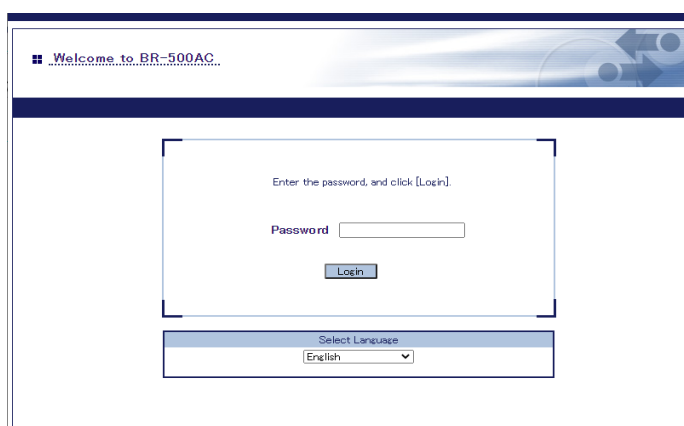 Welcome to BR-500AC
Enter the password, and click [Login].
Password
Login
Select Language
English